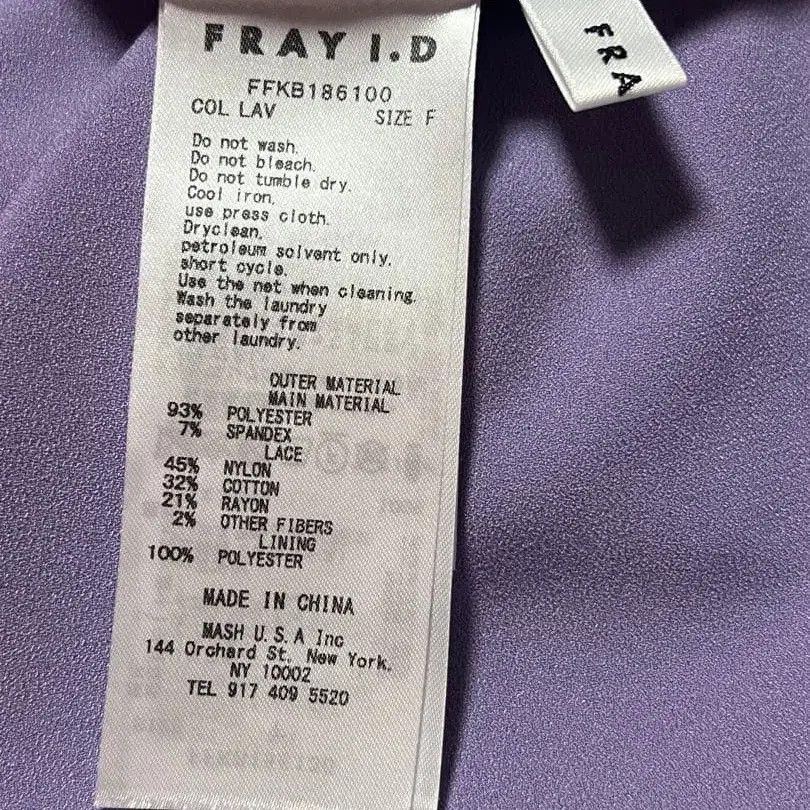 FRAY I.D
FRA
FFKB186100
COL LAV SIZE F
Do not wash.
Do not bleach.
Do not tumble dry.
Cool iron.
use press cloth.
Dryclean.
petroleum solvent only.
short cycle.
Use the net when cleaning.
Wash the laundry
separately from
other laundry.
OUTER MATERIAL
MAIN MATERIAL
93% POLYESTER
7% SPANDEX
LACE
45% NYLON
32% COTTON
21% RAYON
2% OTHER FIBERS
LINING
100% POLYESTER
MADE IN CHINA
MASH U.S.A Inc
144 Orchard St. New York.
NY 10002
TEL 917 409 5520